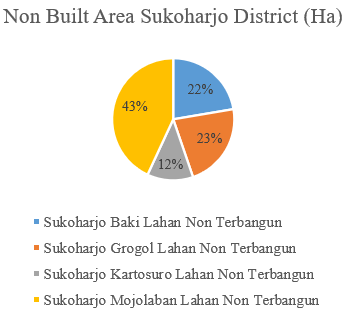 Non Built Area Sukoharjo District (Ha)
22%
43%
23%
12%
Sukoharjo Baki Lahan Non Terbangun
Sukoharjo Grogol Lahan Non Terbangun
Sukoharjo Kartosuro Lahan Non Terbangun
Sukoharjo Mojolaban Lahan Non Terbangun